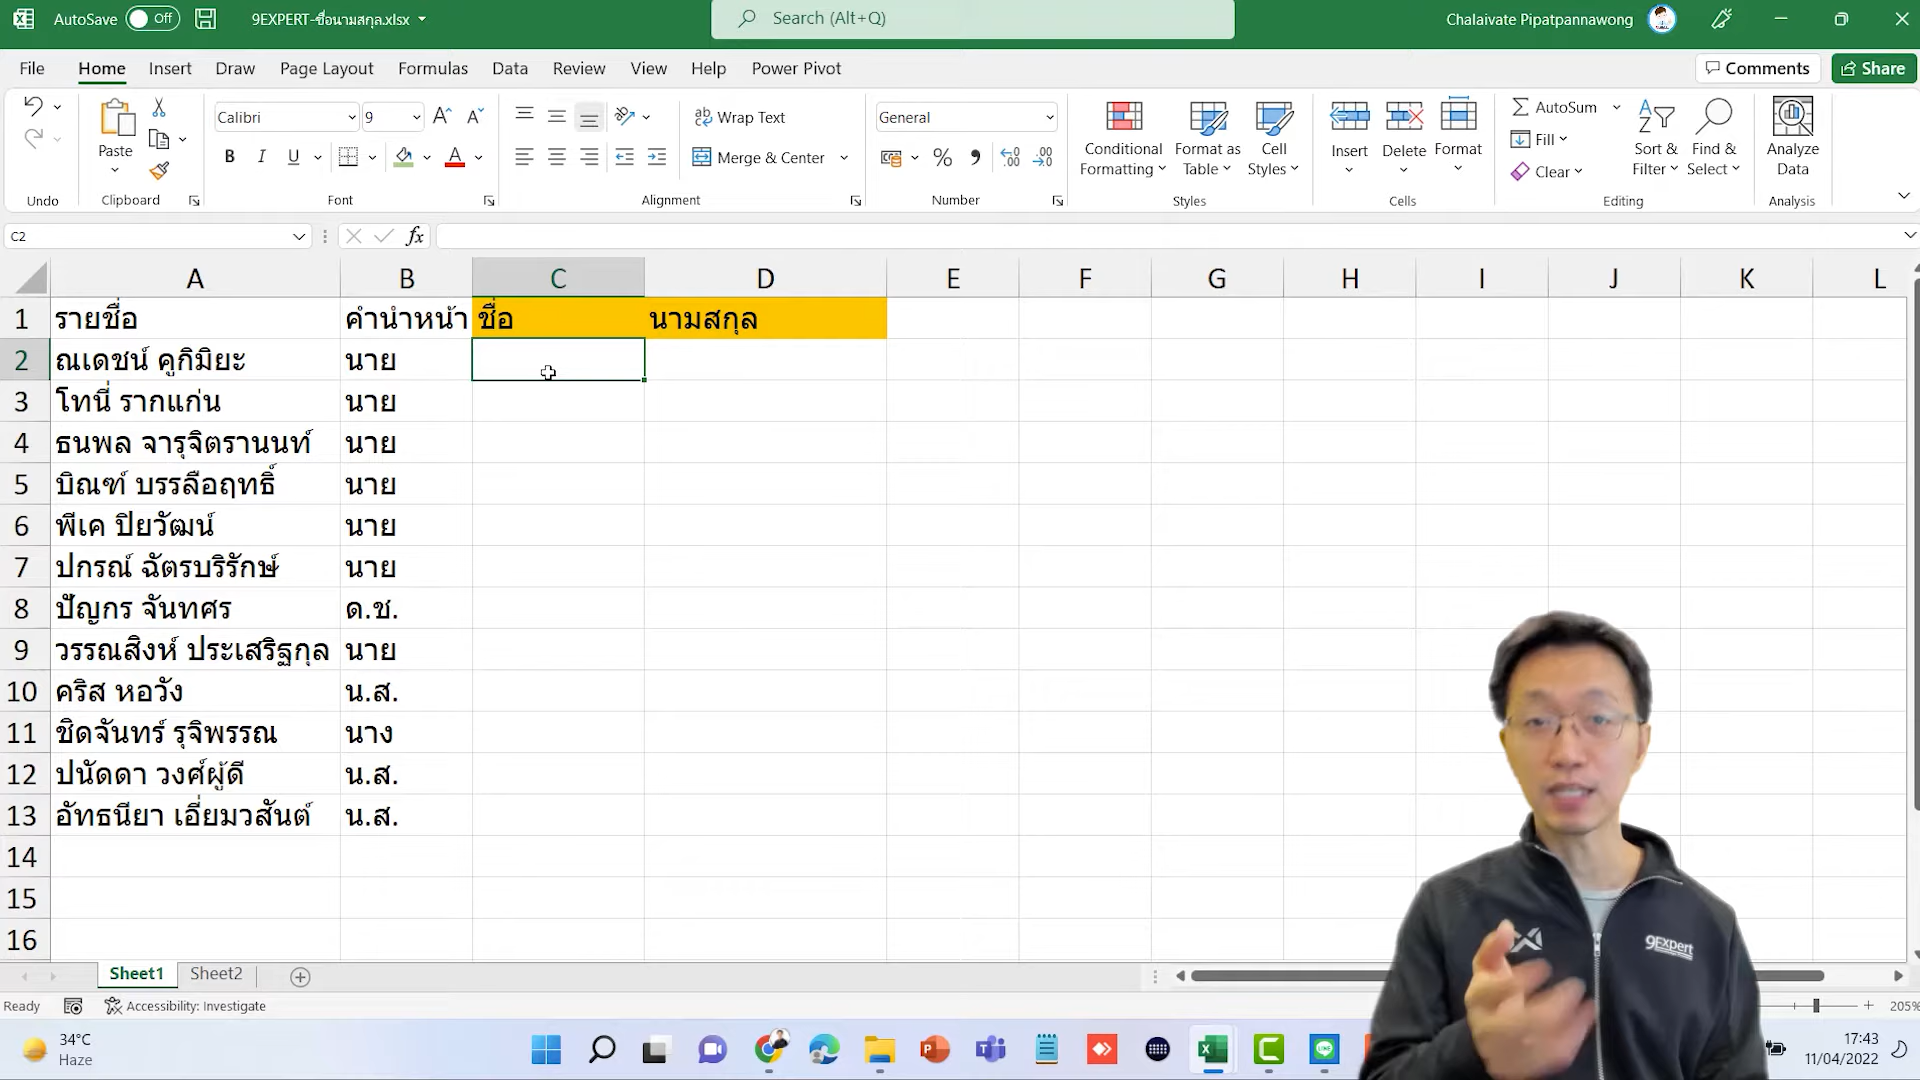 AutoSave Off 9EXPERT-ชื่อนามสกุล.xlsx Search (Alt+Q) Chalaivate Pipatpannawong
File Home Insert Draw Page Layout Formulas Data Review View Help Power Pivot Comments Share
Calibri 9 Wrap Text General AutoSum
Paste Merge & Center Conditional Formatting Format as Table Cell Styles Insert Delete Format Fill Clear Sort & Filter Find & Select Analyze Data
Undo Clipboard Font Alignment Number Styles Cells Editing Analysis
C2 fx
A B C D E F G H I J K L
1 รายชื่อ คำนำหน้า ชื่อ นามสกุล
2 ณเดชน์ คูกิมิยะ นาย
3 โทนี่ รากแก่น นาย
4 ธนพล จารุจิตรานนท์ นาย
5 บิณฑ์ บรรลือฤทธิ์ นาย
6 พีเค ปิยวัฒน์ นาย
7 ปกรณ์ ฉัตรบริรักษ์ นาย
8 ปัญกร จันทศร ด.ช.
9 วรรณสิงห์ ประเสริฐกุล นาย
10 คริส หอวัง น.ส.
11 ชิดจันทร์ รุจิพรรณ นาง
12 ปนัดดา วงศ์ผู้ดี น.ส.
13 อัทธนียา เอี่ยมวสันต์ น.ส.
14
15
16
9Expert
Sheet1 Sheet2
Ready Accessibility: Investigate 205%
34°C
Haze
17:43
11/04/2022